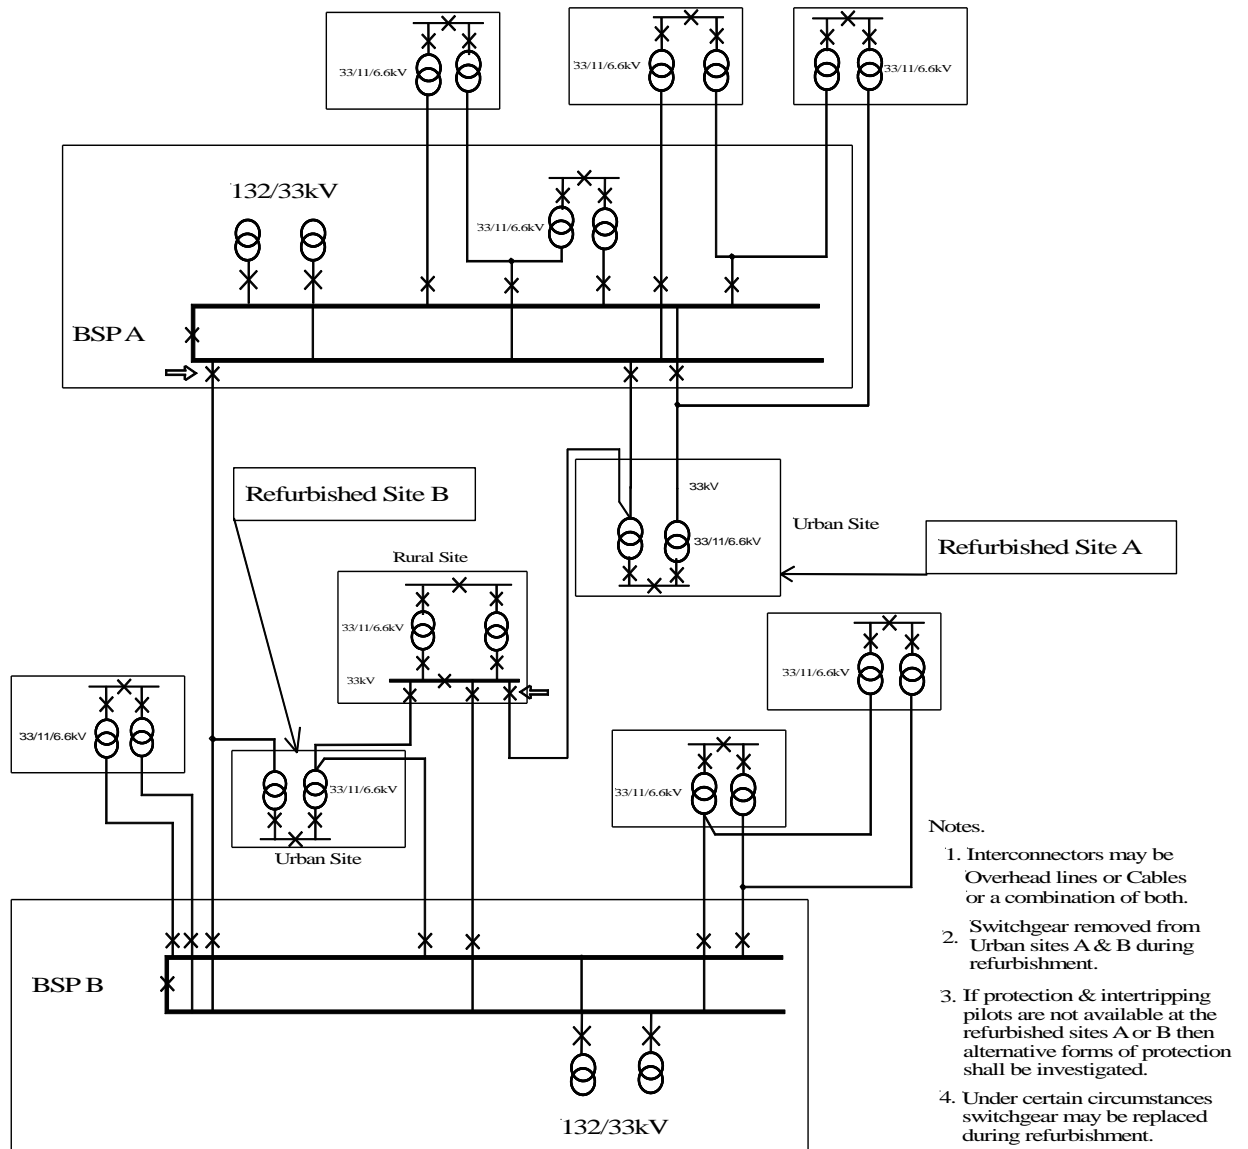 33/11/6.6kV
33/11/6.6kV
33/11/6.6kV
132/33kV
33/11/6.6kV
BSP A
33kV
33/11/6.6kV
Urban Site
Refurbished Site A
Refurbished Site B
Rural Site
33/11/6.6kV
33kV
33/11/6.6kV
33/11/6.6kV
33/11/6.6kV
Urban Site
33/11/6.6kV
BSP B
132/33kV
Notes.
1. Interconnectors may be
Overhead lines or Cables
or a combination of both.
2. Switchgear removed from
Urban sites A & B during
refurbishment.
3. If protection & intertripping
pilots are not available at the
refurbished sites A or B then
alternative forms of protection
shall be investigated.
4. Under certain circumstances
switchgear may be replaced
during refurbishment.